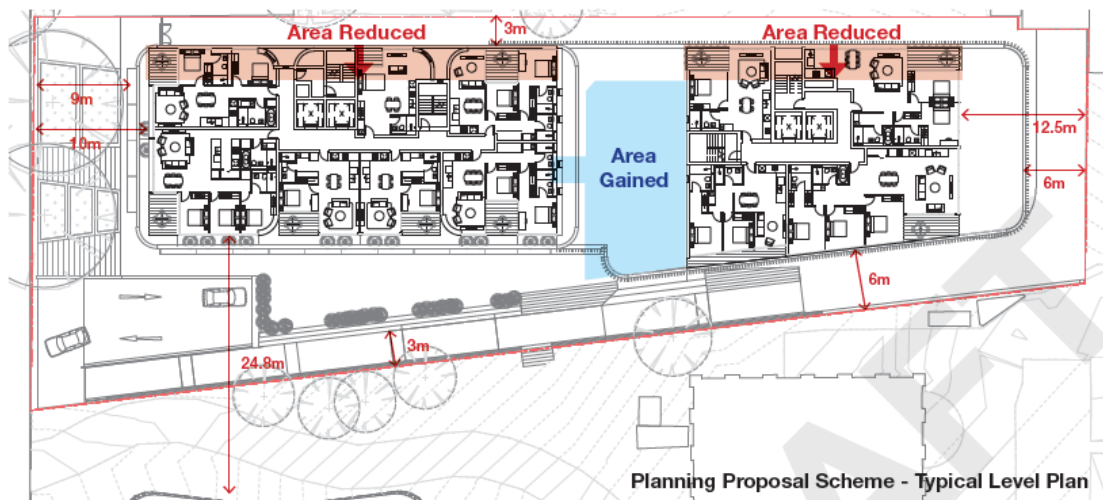 3m
Area Reduced
Area Reduced
9m
10m
12.5m
Area
Gained
6m
6m
3m
24.8m
Planning Proposal Scheme - Typical Level Plan